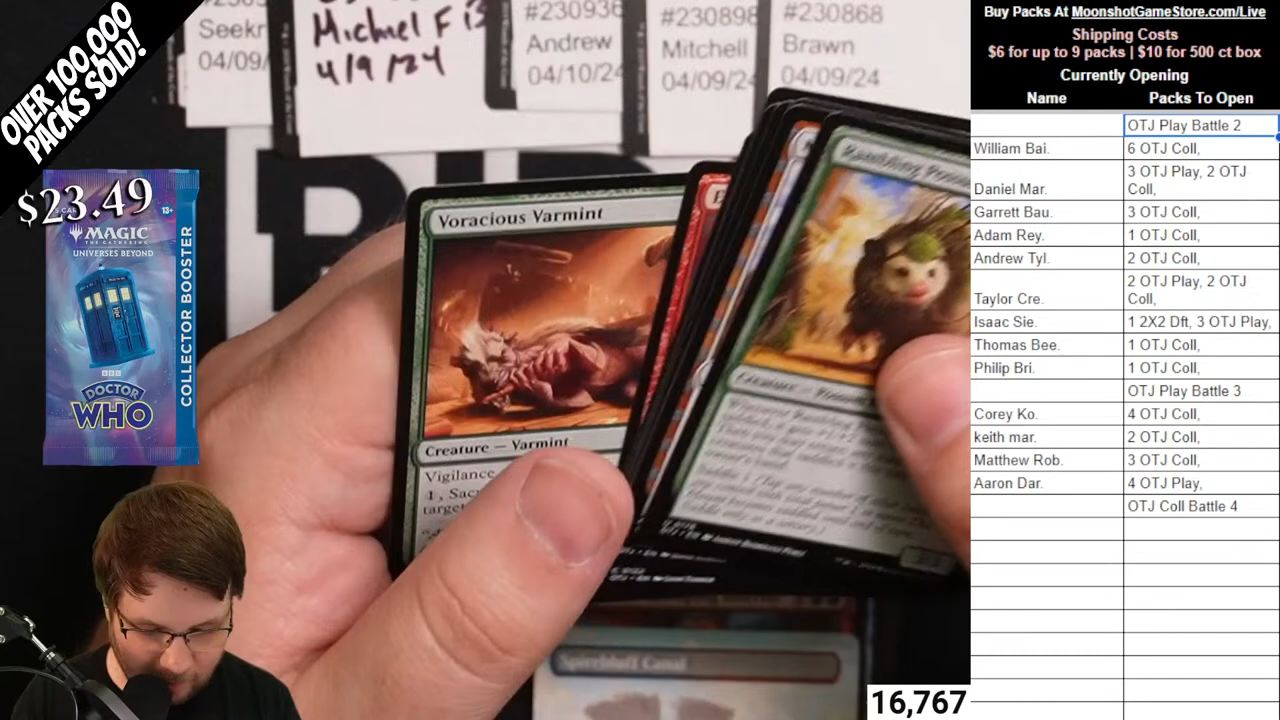 OVER 100,000
PACKS SOLD!
$23.49
13+
MAGIC
THE GATHERING
UNIVERSES BEYOND
COLLECTOR BOOSTER
BBC
DOCTOR
WHO
Seekr
04/09/
Michael F
4/9/24
#230936
Andrew
04/10/24
#230898
Mitchell
04/09/24
#230868
Brawn
04/09/24
Voracious Varmint
Creature — Varmint
Vigilance
1, Sac
target
Rambling
Creature
Spirebluff Canal
16,767
Buy Packs At MoonshotGameStore.com/Live
Shipping Costs
$6 for up to 9 packs | $10 for 500 ct box
Currently Opening
Name Packs To Open
OTJ Play Battle 2
William Bai. 6 OTJ Coll,
Daniel Mar. 3 OTJ Play, 2 OTJ
Coll,
Garrett Bau. 3 OTJ Coll,
Adam Rey. 1 OTJ Coll,
Andrew Tyl. 2 OTJ Coll,
Taylor Cre. 2 OTJ Play, 2 OTJ
Coll,
Isaac Sie. 1 2X2 Dft, 3 OTJ Play,
Thomas Bee. 1 OTJ Coll,
Philip Bri. 1 OTJ Coll,
OTJ Play Battle 3
Corey Ko. 4 OTJ Coll,
keith mar. 2 OTJ Coll,
Matthew Rob. 3 OTJ Coll,
Aaron Dar. 4 OTJ Play,
OTJ Coll Battle 4